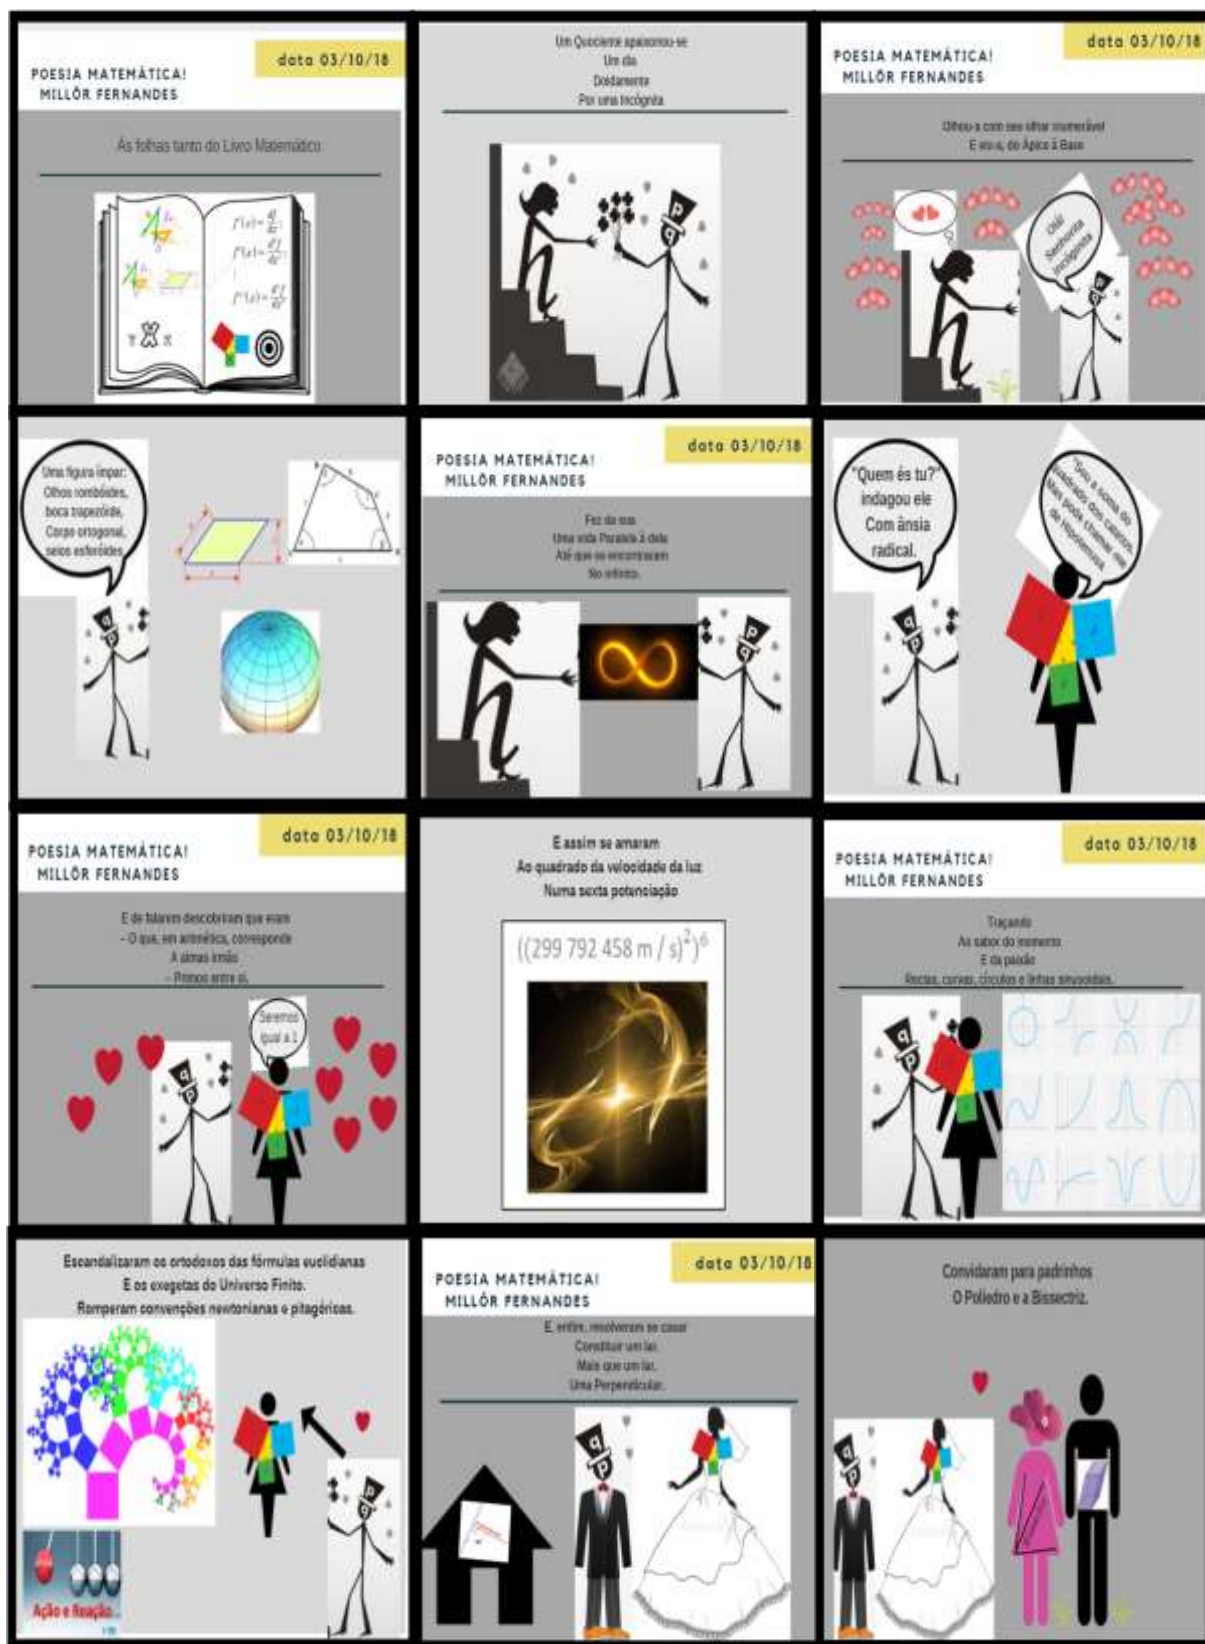 data 03/10/18
POESIA MATEMÁTICA!
MILLÔR FERNANDES
Às folhas tanto do Livro Matemático
Um Quociente apaixonou-se
Um dia
Doidamente
Por uma Incógnita
data 03/10/18
POESIA MATEMÁTICA!
MILLÔR FERNANDES
Olhou-a com seu olhar inumerável
E viu-a, do Ápice à Base
Olá!
Senhorita
Incógnita
Uma figura ímpar:
Olhos rombóides,
boca trapezóide,
Corpo ortogonal,
seios esferóides.
data 03/10/18
POESIA MATEMÁTICA!
MILLÔR FERNANDES
Fez da sua
Uma vida Paralela à dela
Até que se encontraram
No Infinito.
"Quem és tu?"
indagou ele
Com ânsia
radical.
"Sou a soma do
quadrado dos catetos.
Mas pode chamar-me
de Hipotenusa
data 03/10/18
POESIA MATEMÁTICA!
MILLÔR FERNANDES
E de falarem descobriram que eram
– O que, em aritmética, corresponde
A almas irmãs
– Primos entre si.
Seremos
igual a 1
E assim se amaram
Ao quadrado da velocidade da luz
Numa sexta potenciação
((299 792 458 m / s)²)⁶
data 03/10/18
POESIA MATEMÁTICA!
MILLÔR FERNANDES
Traçando
Ao sabor do momento
E da paixão
Rectas, curvas, círculos e linhas sinusoidais.
Escandalizaram os ortodoxos das fórmulas euclidianas
E os exegetas do Universo Finito.
Romperam convenções newtonianas e pitagóricas.
Ação e Reação
data 03/10/18
POESIA MATEMÁTICA!
MILLÔR FERNANDES
E, enfim, resolveram se casar
Constituir um lar.
Mais que um lar,
Uma Perpendicular.
Convidaram para padrinhos
O Poliedro e a Bissectriz.